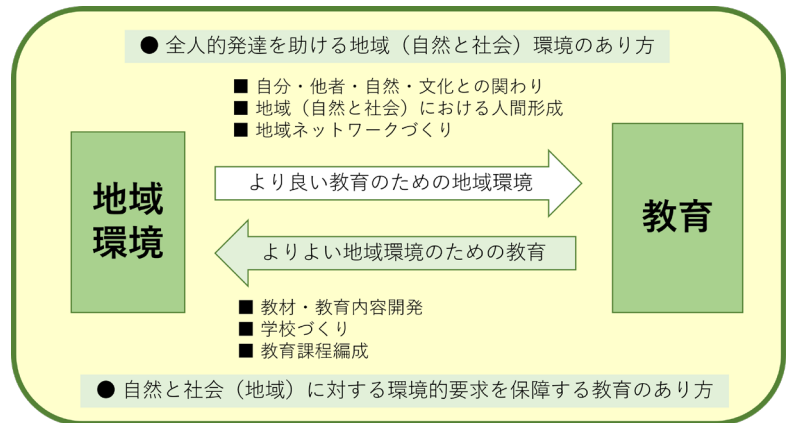 ● 全人的発達を助ける地域（自然と社会）環境のあり方
■ 自分・他者・自然・文化との関わり
■ 地域（自然と社会）における人間形成
■ 地域ネットワークづくり
地域
環境
より良い教育のための地域環境
教育
よりよい地域環境のための教育
■ 教材・教育内容開発
■ 学校づくり
■ 教育課程編成
● 自然と社会（地域）に対する環境的要求を保障する教育のあり方